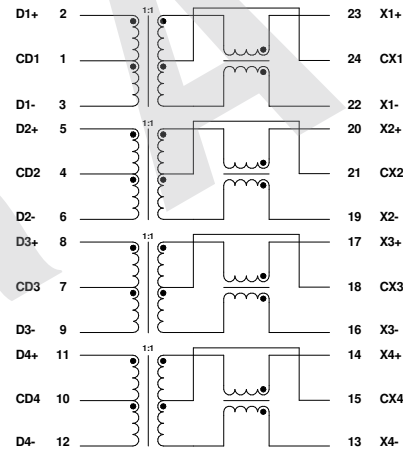 D1+ 2 1:1 23 X1+
CD1 1 24 CX1
D1- 3 22 X1-
D2+ 5 1:1 20 X2+
CD2 4 21 CX2
D2- 6 19 X2-
D3+ 8 1:1 17 X3+
CD3 7 18 CX3
D3- 9 16 X3-
D4+ 11 1:1 14 X4+
CD4 10 15 CX4
D4- 12 13 X4-